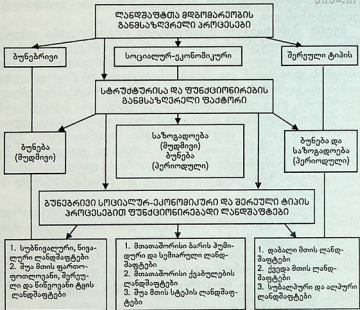 ლანდშაფტთა მდგომარეობის
განმსაზღვრელი პროცესები
ბუნებრივი
სოციალურ-ეკონომიკური
შერეული ტიპის
სტრუქტურისა და ფუნქციონირების
განმსაზღვრელი ფაქტორი
ბუნება
(მუდმივი)
საზოგადოება
(მუდმივი)
ბუნება
(პერიოდული)
ბუნება და
საზოგადოება
(პერიოდული)
ბუნებრივი სოციალურ-ეკონომიკური და შერეული ტიპის
პროცესებით ფუნქციონირებადი ლანდშაფტები
1. სუბნივალური, ნივა-
ლური ლანდშაფტები
2. შუა მთის ფართო-
ფოთლოვანი, შერეუ-
ლი და წიწვოვანი ტყის
ლანდშაფტები
1. მთათაშორისი ბარის ჰუმი-
დური და სემიარული ლანდ-
შაფტები
2. მთათაშორისი ქვაბულების
ლანდშაფტები
3. შუა მთის სტეპის ლანდშაფ-
ტები
1. დაბალი მთის ლანდ-
შაფტები
2. ქვედა მთის ლანდ-
შაფტები
3. სუბალპური და ალპური
ლანდშაფტები